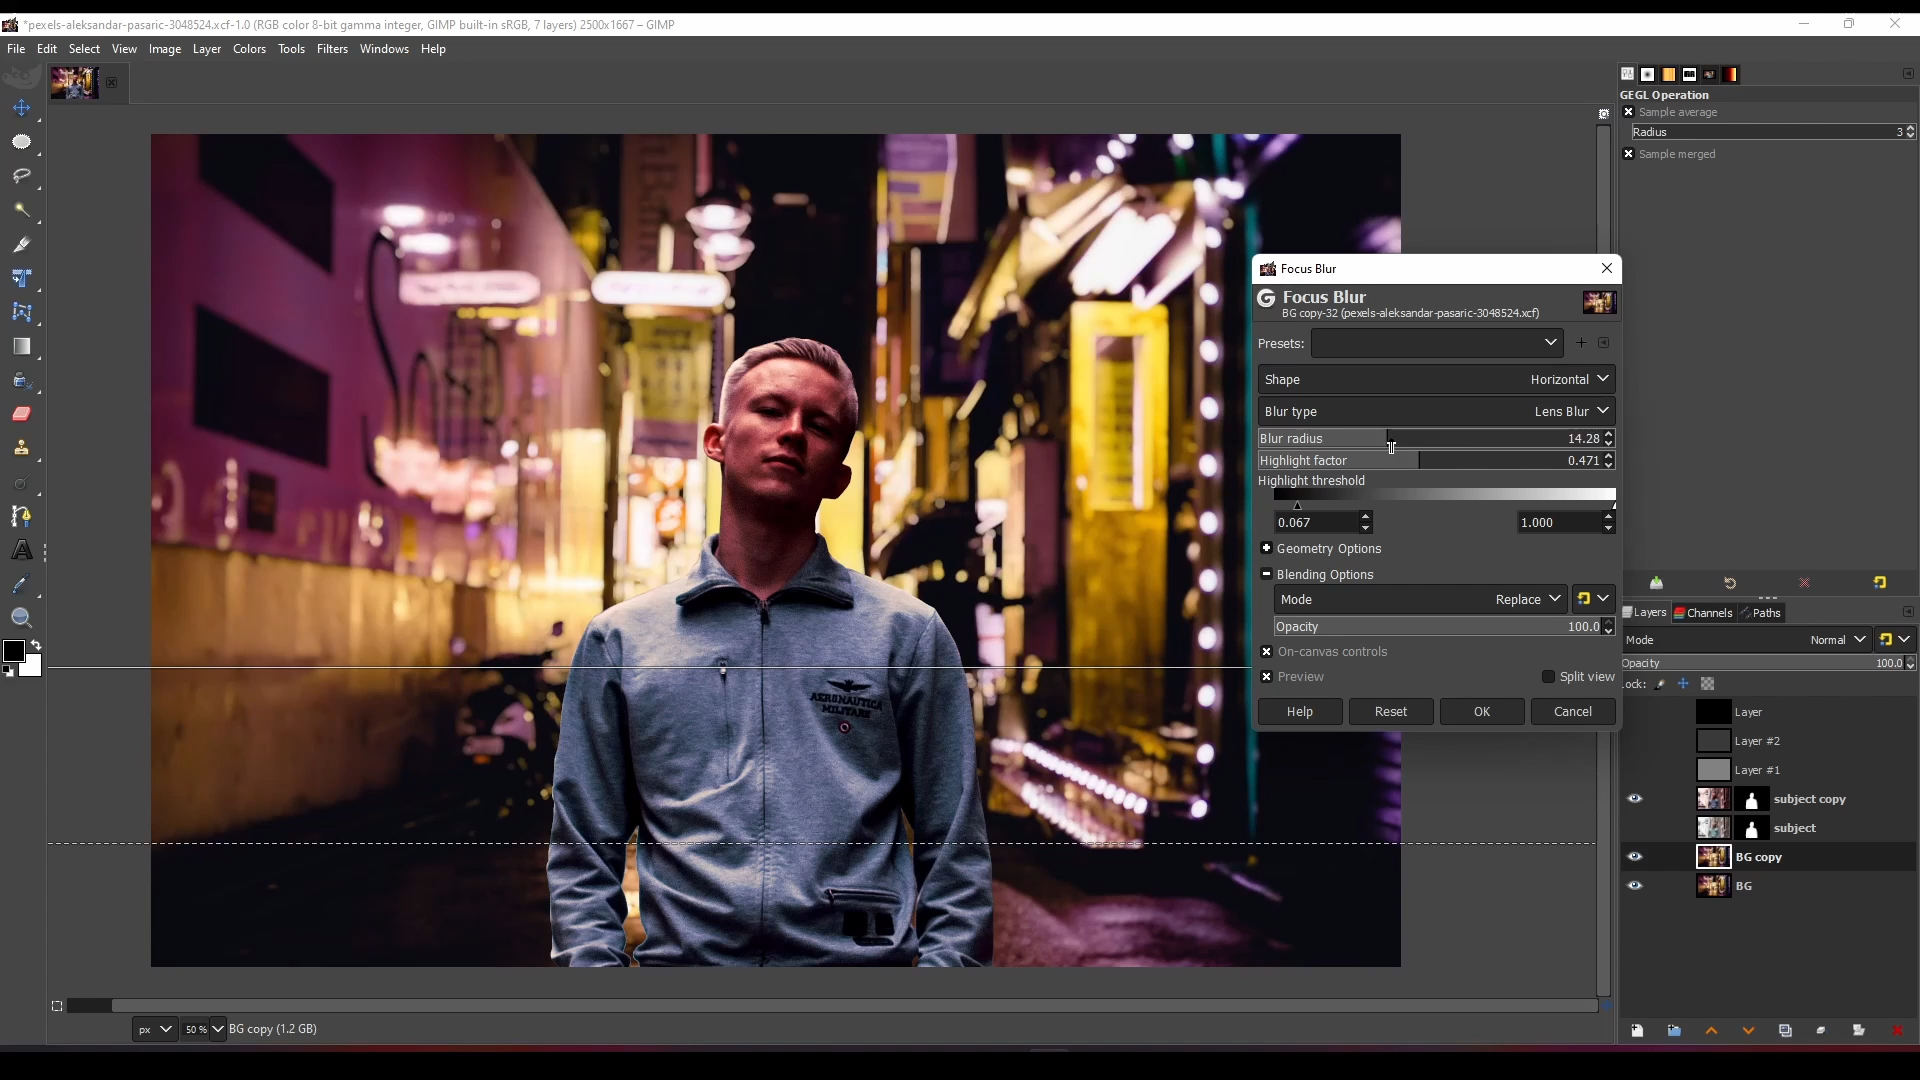 *pexels-aleksandar-pasaric-3048524.xcf-1.0 (RGB color 8-bit gamma integer, GIMP built-in sRGB, 7 layers) 2500x1667 – GIMP
File Edit Select View Image Layer Colors Tools Filters Windows Help
GEGL Operation
Sample average
Radius 3
Sample merged
Focus Blur
Focus Blur
BG copy-32 (pexels-aleksandar-pasaric-3048524.xcf)
Presets:
Shape Horizontal
Blur type Lens Blur
Blur radius 14.28
Highlight factor 0.471
Highlight threshold
0.067 1.000
Geometry Options
Blending Options
Mode Replace
Opacity 100.0
On-canvas controls
Preview Split view
Help Reset OK Cancel
AERONAUTICA
MILITARE
Layers Channels Paths
Mode Normal
Opacity 100.0
ock:
Layer
Layer #2
Layer #1
subject copy
subject
BG copy
BG
px 50 % BG copy (1.2 GB)